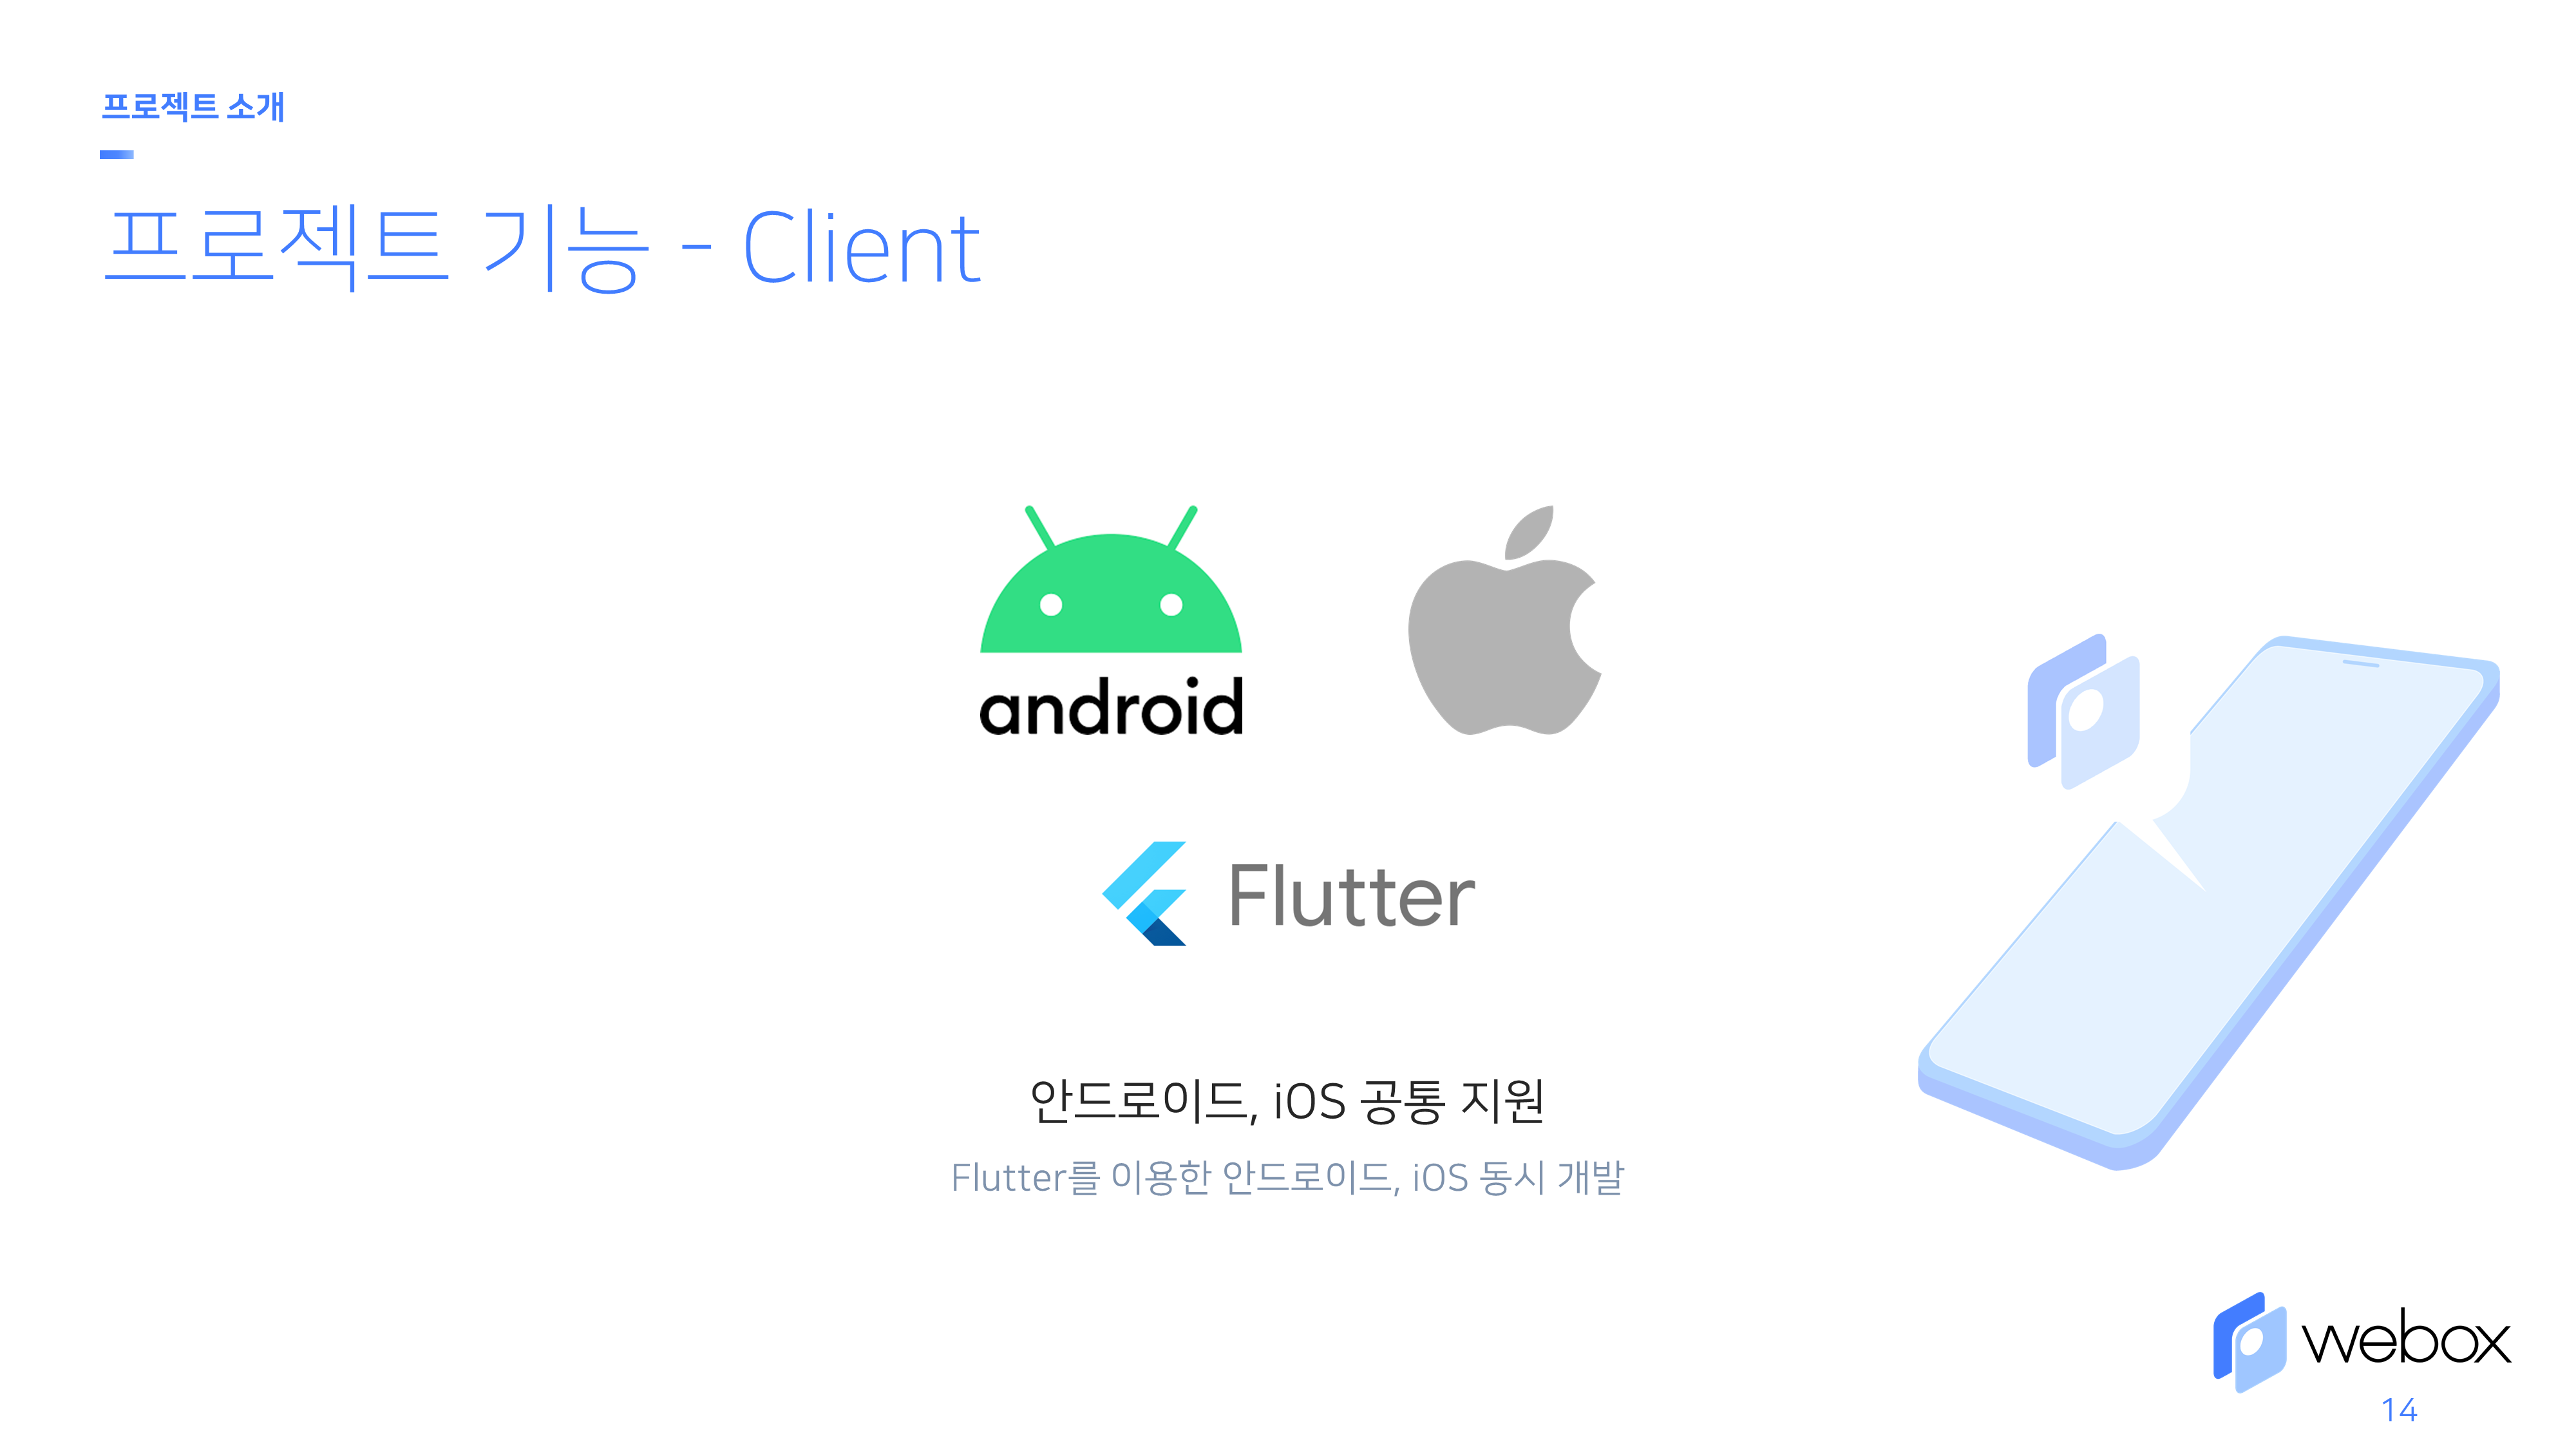 프로젝트 소개
프로젝트 기능 - Client
android
Flutter
안드로이드, iOS 공통 지원
Flutter를 이용한 안드로이드, iOS 동시 개발
webox
14